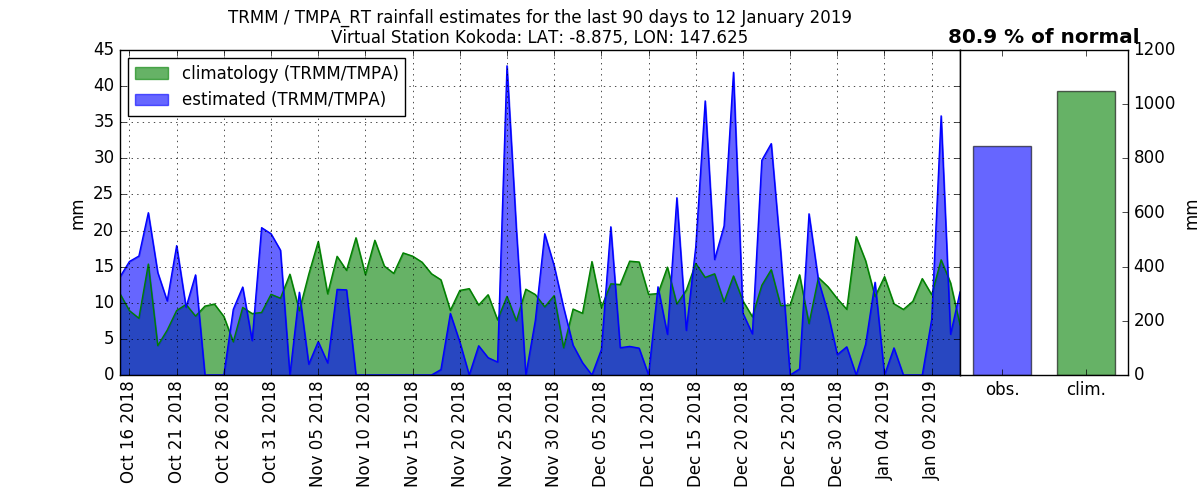 TRMM / TMPA_RT rainfall estimates for the last 90 days to 12 January 2019
Virtual Station Kokoda: LAT: -8.875, LON: 147.625
80.9 % of normal
climatology (TRMM/TMPA)
estimated (TRMM/TMPA)
45
40
35
30
25
20
15
10
5
0
mm
Oct 16 2018
Oct 21 2018
Oct 26 2018
Oct 31 2018
Nov 05 2018
Nov 10 2018
Nov 15 2018
Nov 20 2018
Nov 25 2018
Nov 30 2018
Dec 05 2018
Dec 10 2018
Dec 15 2018
Dec 20 2018
Dec 25 2018
Dec 30 2018
Jan 04 2019
Jan 09 2019
obs.
clim.
1200
1000
800
600
400
200
0
mm